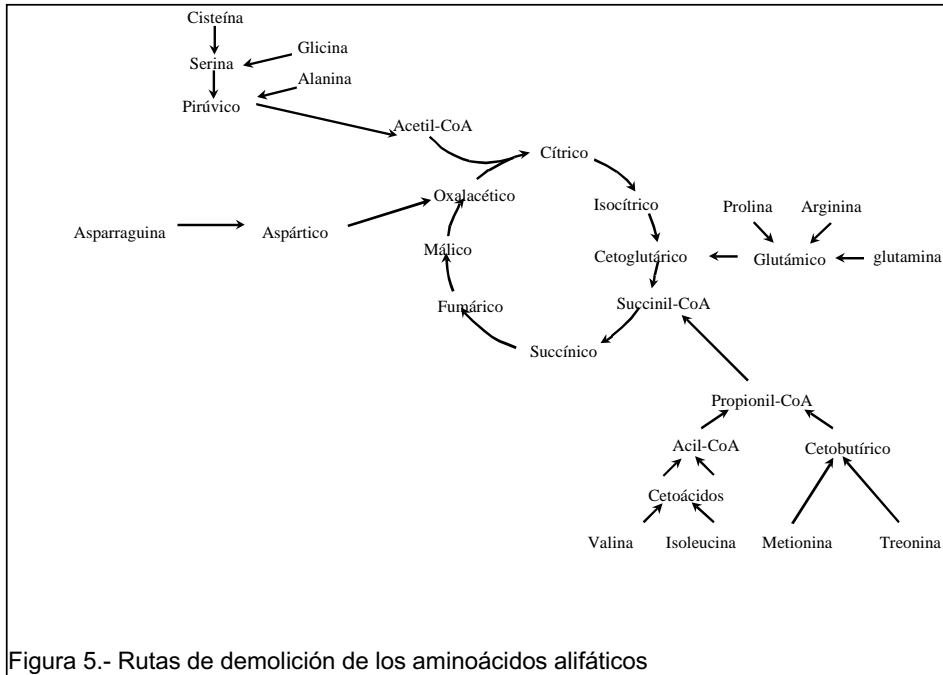 Cisteína
Glicina
Serina
Alanina
Pirúvico
Acetil-CoA
Cítrico
Oxalacético
Isocítrico
Prolina
Arginina
Asparraguina
Aspártico
Málico
Cetoglutárico
Glutámico
glutamina
Fumárico
Succinil-CoA
Succínico
Propionil-CoA
Acil-CoA
Cetobutírico
Cetoácidos
Valina
Isoleucina
Metionina
Treonina
Figura 5.- Rutas de demolición de los aminoácidos alifáticos